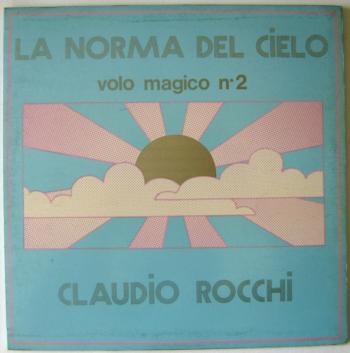 LA NORMA DEL CiELO
volo magico n°2
CLAUDiO ROCCHi